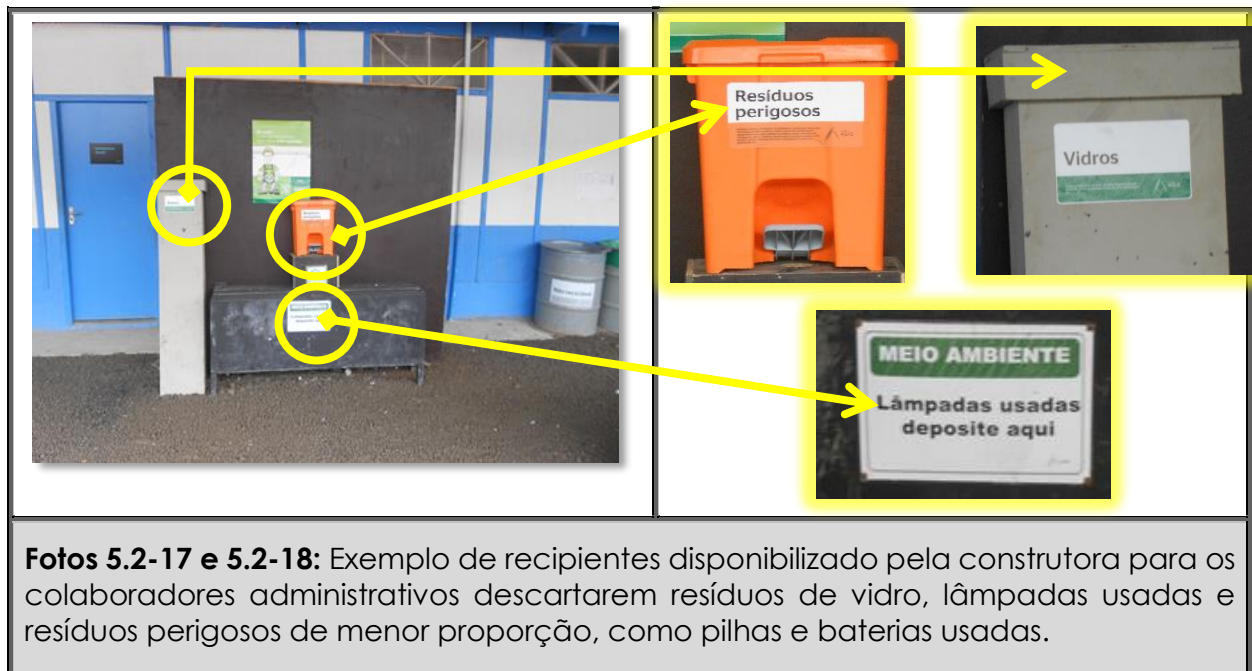 Resíduos
perigosos
Vidros
MEIO AMBIENTE
Lâmpadas usadas
deposite aqui
Fotos 5.2-17 e 5.2-18: Exemplo de recipientes disponibilizado pela construtora para os
colaboradores administrativos descartarem resíduos de vidro, lâmpadas usadas e
resíduos perigosos de menor proporção, como pilhas e baterias usadas.